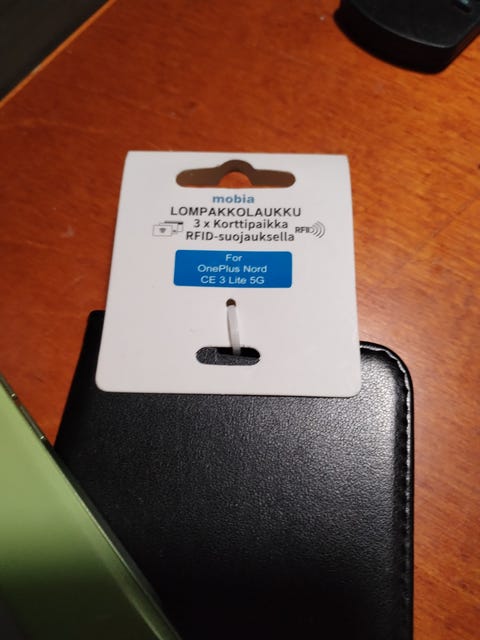 mobia
LOMPAKKOLAUKKU
3 x Korttipaikka
RFID
RFID-suojauksella
For
OnePlus Nord
CE 3 Lite 5G